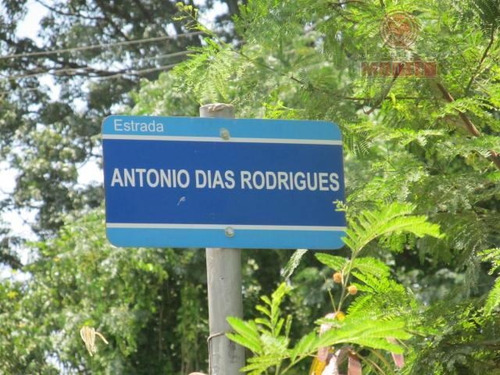 Estrada
ANTONIO DIAS RODRIGUES